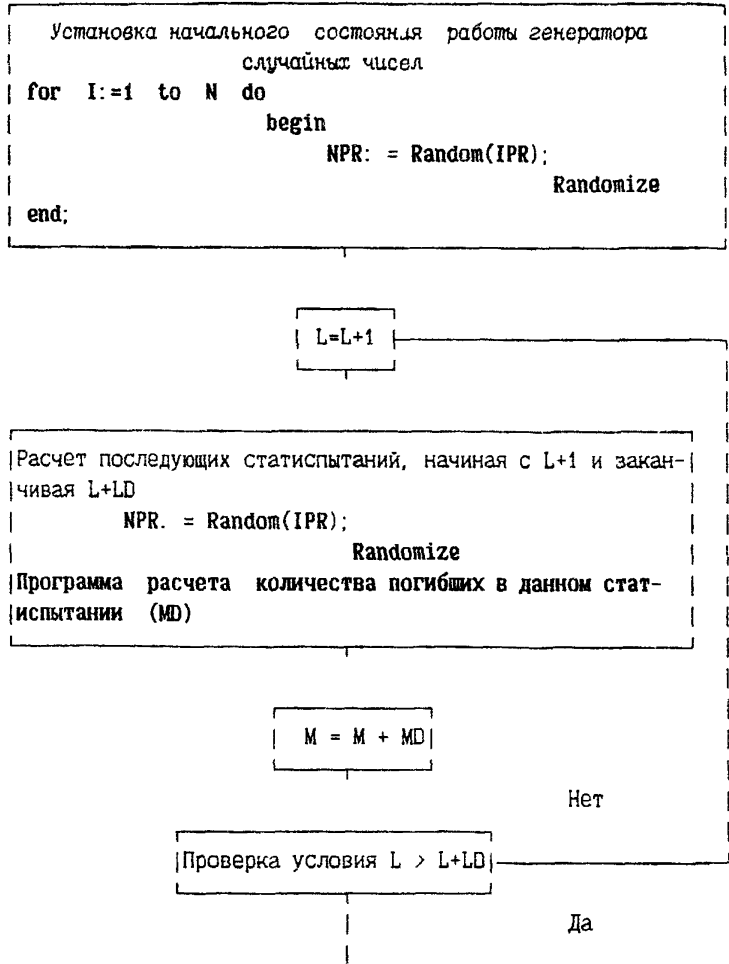 Установка начального состояния работы генератора
случайных чисел
for I:=1 to N do
begin
NPR: = Random(IPR);
Randomize
end;
L=L+1
Расчет последующих статиспытаний, начиная с L+1 и закан-
чивая L+LD
NPR. = Random(IPR);
Randomize
Программа расчета количества погибших в данном стат-
испытании (MD)
M = M + MD
Нет
Проверка условия L > L+LD
Да